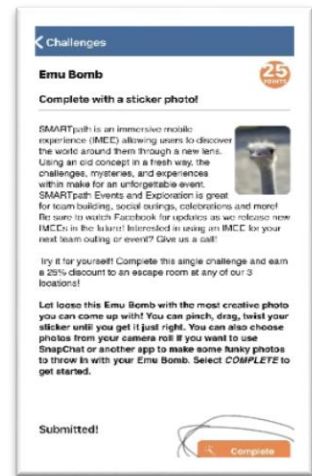 Challenges
Emu Bomb
25
POINTS
Complete with a sticker photo!
SMARTpath is an immersive mobile
experience (IMEE) allowing users to discover
the world around them through a new lens.
Using an old concept in a fresh way, the
challenges, mysteries, and experiences
within make for an unforgettable event.
SMARTpath Events and Exploration is great
for team building, social outings, celebrations and more!
Be sure to watch Facebook for updates as we release new
IMEEs in the future! Interested in using an IMEE for your
next team outing or event? Give us a call!
Try it for yourself! Complete this single challenge and earn
a 25% discount to an escape room at any of our 3
locations!
Let loose this Emu Bomb with the most creative photo
you can come up with! You can pinch, drag, twist your
sticker until you get it just right. You can also choose
photos from your camera roll if you want to use
SnapChat or another app to make some funky photos
to throw in with your Emu Bomb. Select COMPLETE to
get started.
Submitted!
Complete